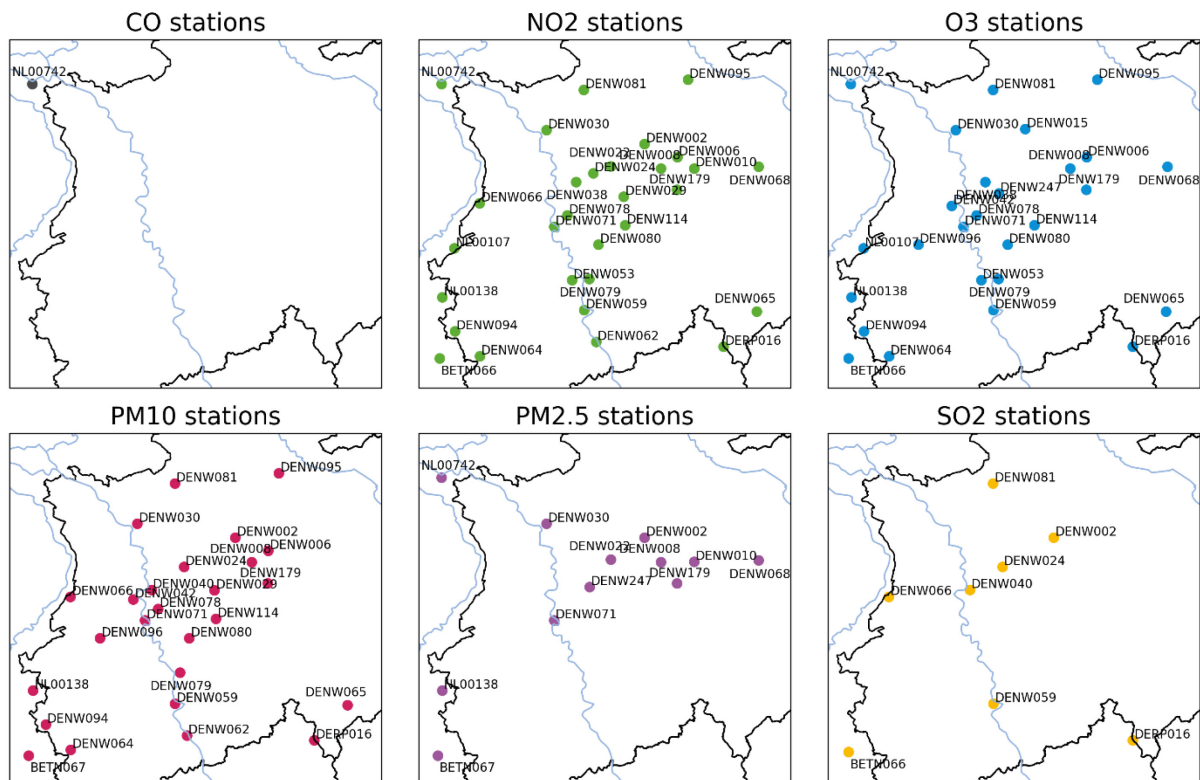 CO stations
NL00742
NO2 stations
NL00742
DENW095
DENW081
DENW030
DENW002
DENW022
DENW008
DENW006
DENW024
DENW010
DENW179
DENW068
DENW038
DENW029
DENW066
DENW078
DENW071
DENW114
DENW080
NL00107
DENW053
DENW079
NL00138
DENW059
DENW065
DENW094
DENW062
DERP016
DENW064
BETN066
O3 stations
NL00742
DENW095
DENW081
DENW030
DENW015
DENW008
DENW006
DENW179
DENW068
DENW247
DENW038
DENW042
DENW078
DENW071
DENW114
NL00107
DENW096
DENW080
DENW053
DENW079
NL00138
DENW059
DENW065
DENW094
DERP016
DENW064
BETN066
PM10 stations
DENW095
DENW081
DENW030
DENW002
DENW008
DENW006
DENW024
DENW179
DENW040
DENW029
DENW066
DENW042
DENW078
DENW071
DENW114
DENW096
DENW080
DENW079
NL00138
DENW059
DENW065
DENW094
DENW062
DERP016
DENW064
BETN067
PM2.5 stations
NL00742
DENW030
DENW002
DENW022
DENW008
DENW010
DENW179
DENW068
DENW247
DENW071
NL00138
BETN067
SO2 stations
DENW081
DENW002
DENW024
DENW040
DENW066
DENW059
DERP016
BETN066